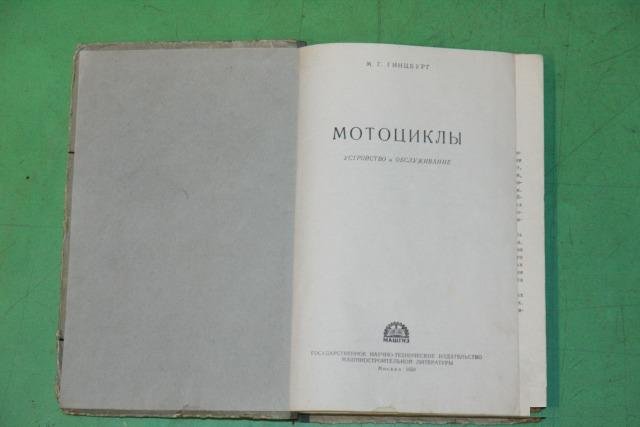 М. Г. ГИНЦБУРГ
МОТОЦИКЛЫ
УСТРОЙСТВО и ОБСЛУЖИВАНИЕ
МАШГИЗ
ГОСУДАРСТВЕННОЕ НАУЧНО-ТЕХНИЧЕСКОЕ ИЗДАТЕЛЬСТВО
МАШИНОСТРОИТЕЛЬНОЙ ЛИТЕРАТУРЫ
Москва